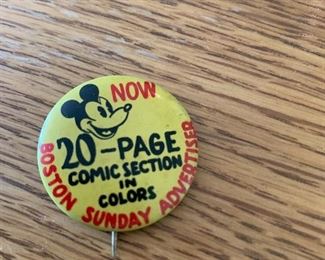 NOW
20-PAGE
COMIC SECTION
IN
COLORS
BOSTON SUNDAY ADVERTISER